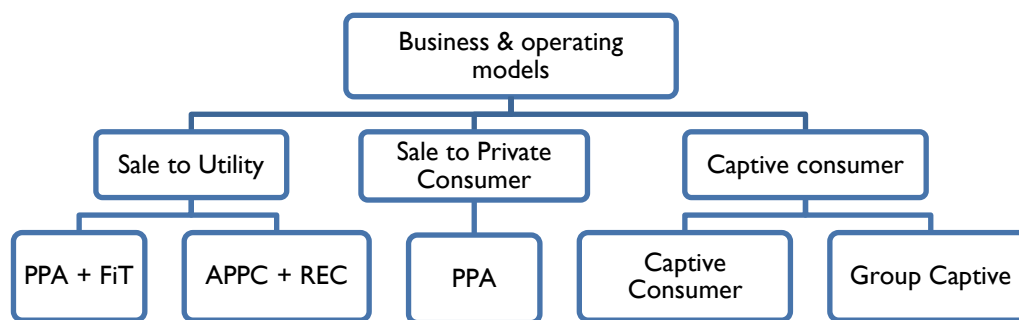 Business & operating
models
Sale to Utility
Sale to Private
Consumer
Captive consumer
PPA + FiT
APPC + REC
PPA
Captive
Consumer
Group Captive